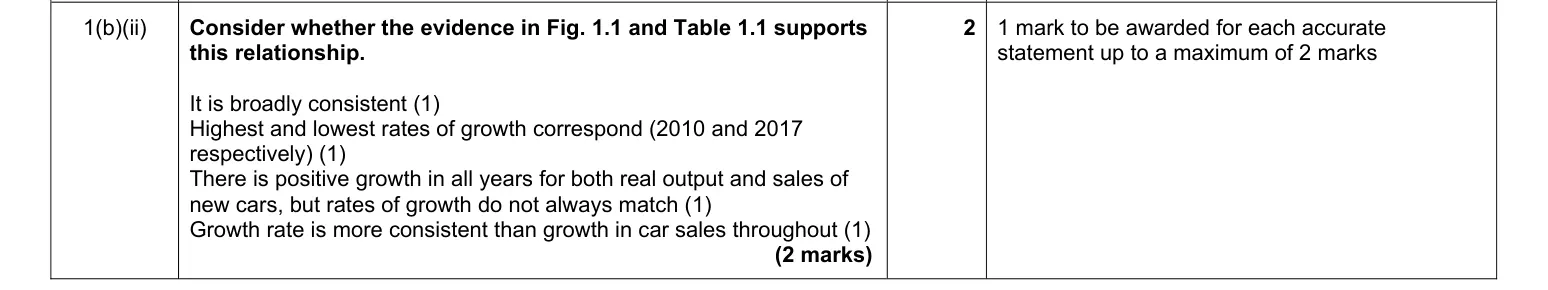 1(b)(ii)
Consider whether the evidence in Fig. 1.1 and Table 1.1 supports
this relationship.
It is broadly consistent (1)
Highest and lowest rates of growth correspond (2010 and 2017
respectively) (1)
There is positive growth in all years for both real output and sales of
new cars, but rates of growth do not always match (1)
Growth rate is more consistent than growth in car sales throughout (1)
(2 marks)
2
1 mark to be awarded for each accurate
statement up to a maximum of 2 marks